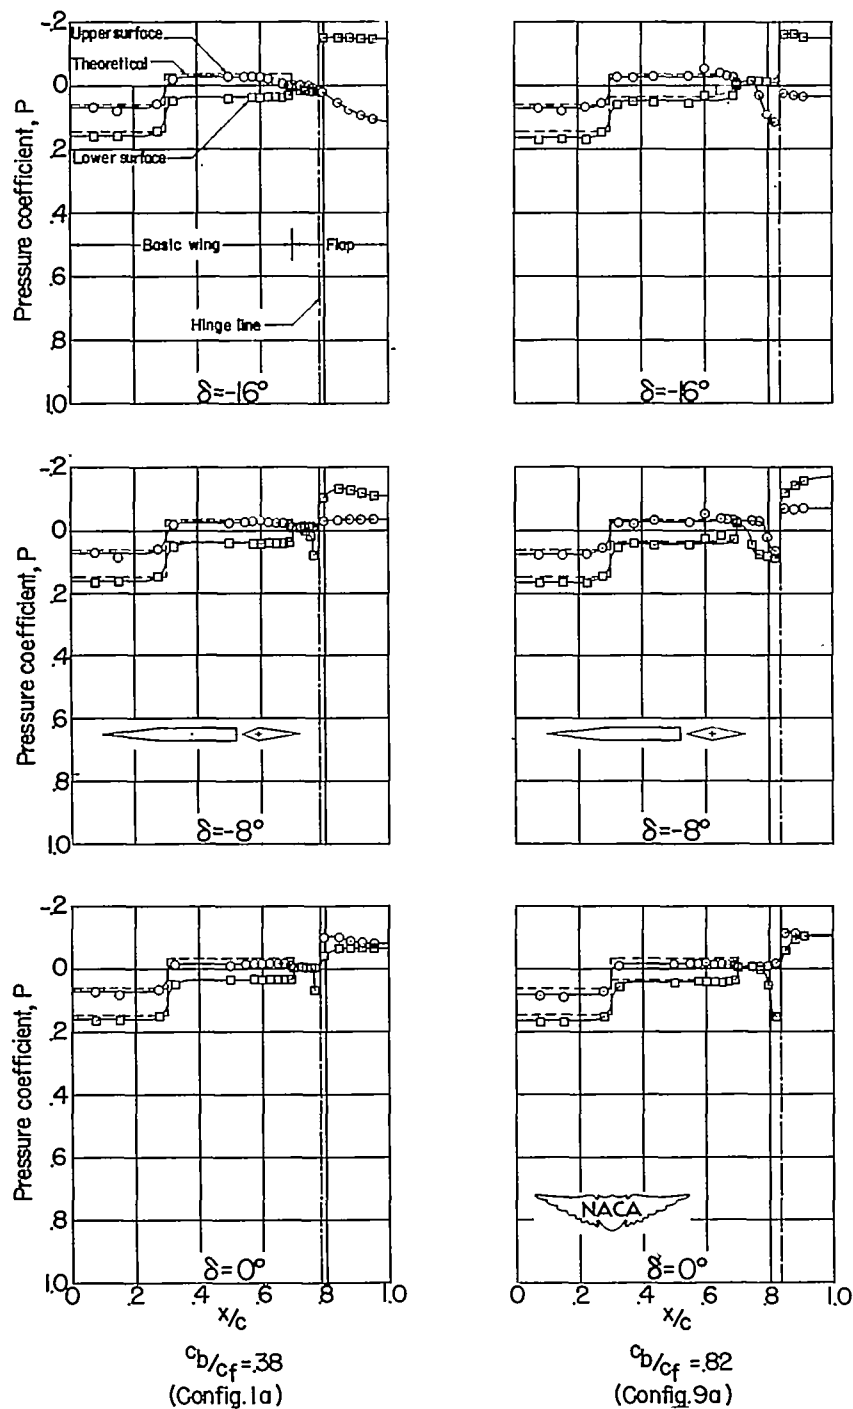 -.2
0
.2
.4
.6
.8
1.0
Pressure coefficient, P
Upper surface
Theoretical
Lower surface
Basic wing
Flap
Hinge line
δ=-16°
δ=-16°
-.2
0
.2
.4
.6
.8
1.0
Pressure coefficient, P
δ=-8°
δ=-8°
-.2
0
.2
.4
.6
.8
1.0
Pressure coefficient, P
δ=0°
NACA
δ=0°
0 .2 .4 .6 .8 1.0
x/c
0 .2 .4 .6 .8 1.0
x/c
cb/cf=.38
(Config. 1a)
cb/cf=.82
(Config. 9a)